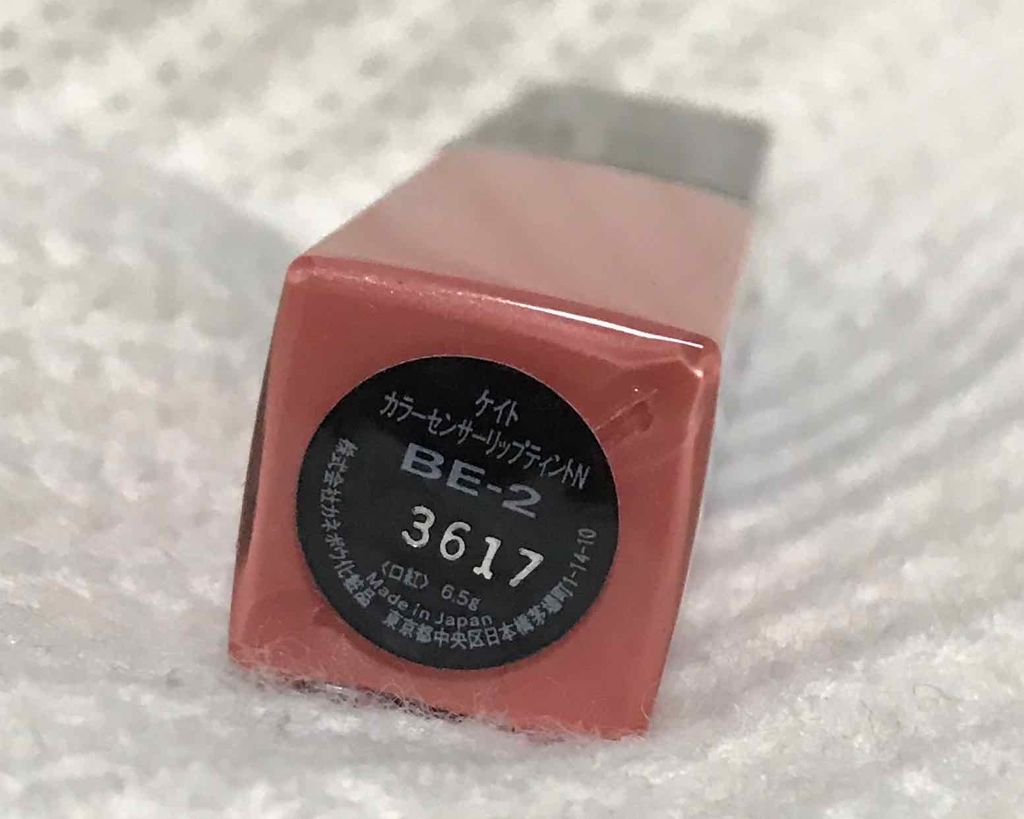 ケイト
カラーセンサーリップティントN
BE-2
3617
〈口紅〉 6.5g
Made in Japan
株式会社カネボウ化粧品 東京都中央区日本橋茅場町1-14-10